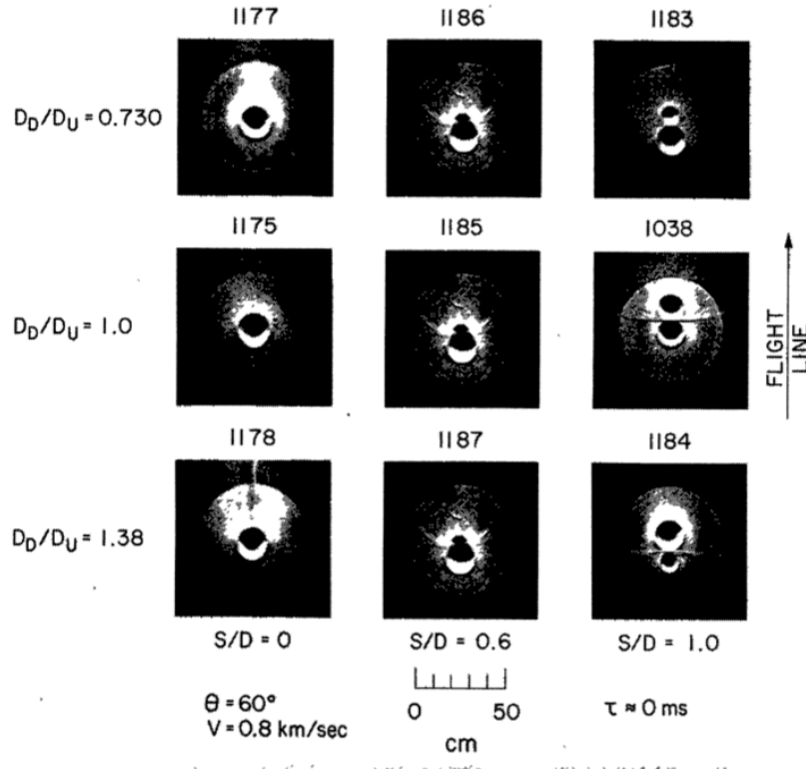 1177 1186 1183
D_D/D_U = 0.730
1175 1185 1038
D_D/D_U = 1.0
FLIGHT
LINE
1178 1187 1184
D_D/D_U = 1.38
S/D = 0 S/D = 0.6 S/D = 1.0
θ = 60°
V = 0.8 km/sec
0 50
cm
τ ≈ 0 ms